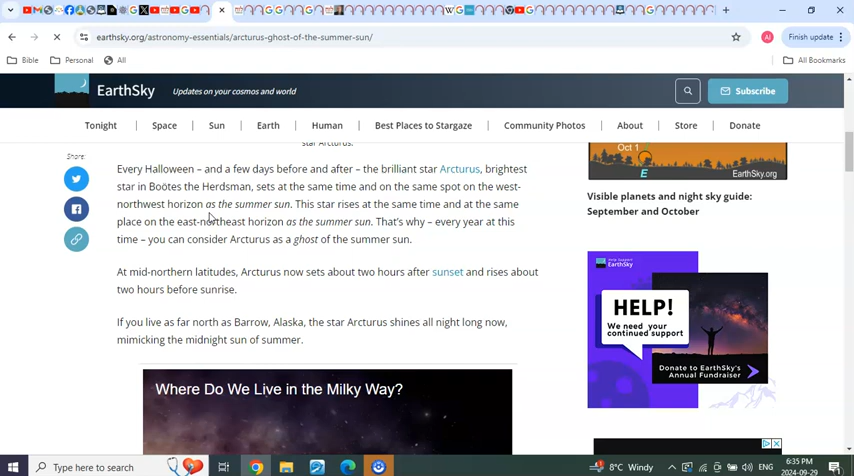 Finish update
earthsky.org/astronomy-essentials/arcturus-ghost-of-the-summer-sun/
Bible
Personal
All
All Bookmarks
EarthSky
Updates on your cosmos and world
Subscribe
Tonight
Space
Sun
Earth
Human
Best Places to Stargaze
Community Photos
About
Store
Donate
star Arcturus.
Share:
Every Halloween – and a few days before and after – the brilliant star Arcturus, brightest
star in Boötes the Herdsman, sets at the same time and on the same spot on the west-
northwest horizon as the summer sun. This star rises at the same time and at the same
place on the east-northeast horizon as the summer sun. That's why – every year at this
time – you can consider Arcturus as a ghost of the summer sun.
At mid-northern latitudes, Arcturus now sets about two hours after sunset and rises about
two hours before sunrise.
If you live as far north as Barrow, Alaska, the star Arcturus shines all night long now,
mimicking the midnight sun of summer.
Where Do We Live in the Milky Way?
Oct 1
E
EarthSky.org
Visible planets and night sky guide:
September and October
EarthSky
HELP!
We need your
continued support
Donate to EarthSky's
Annual Fundraiser
Type here to search
8°C Windy
ENG
6:35 PM
2024-09-29